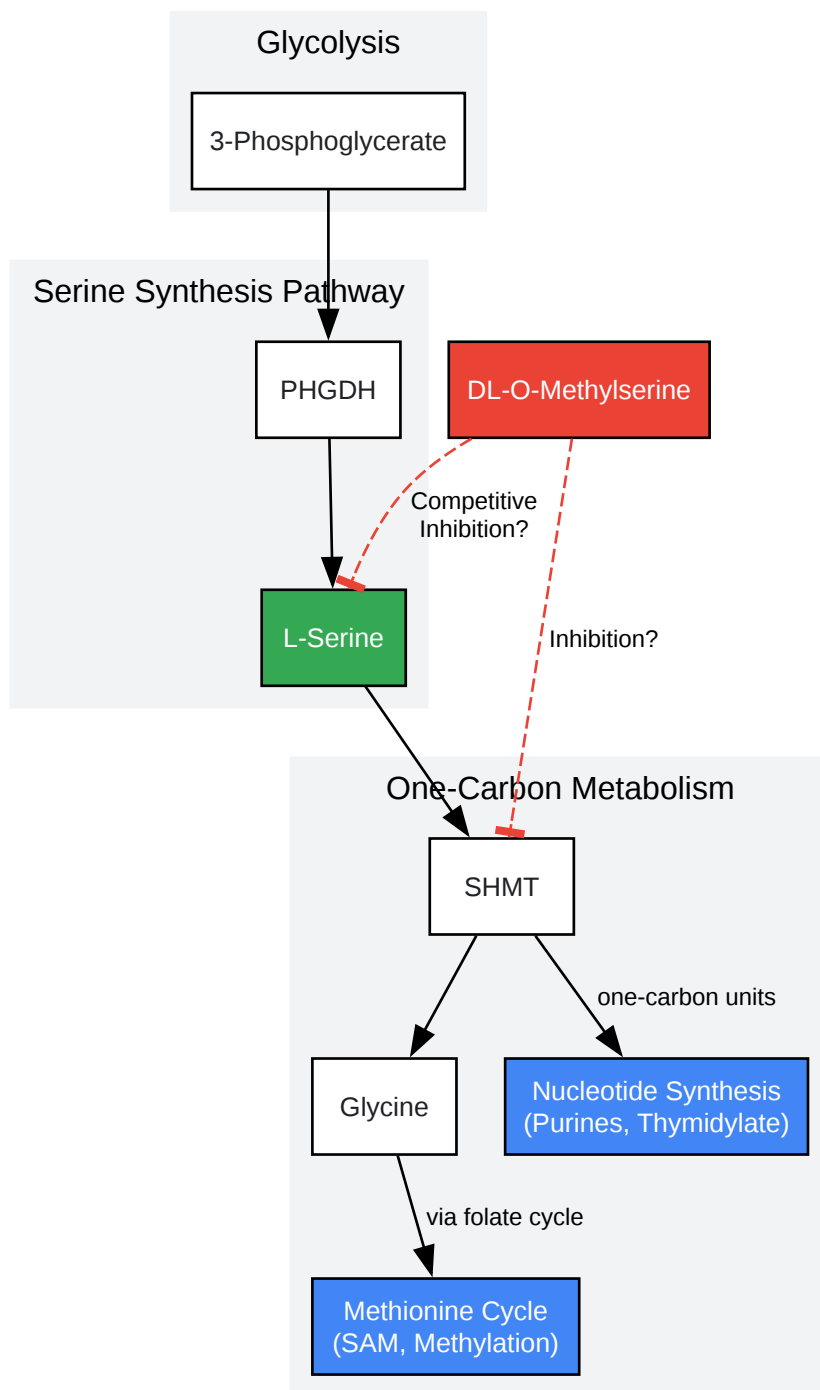 Glycolysis
3-Phosphoglycerate
Serine Synthesis Pathway
PHGDH
DL-O-Methylserine
Competitive
Inhibition?
L-Serine
Inhibition?
One-Carbon Metabolism
SHMT
one-carbon units
Glycine
Nucleotide Synthesis
(Purines, Thymidylate)
via folate cycle
Methionine Cycle
(SAM, Methylation)